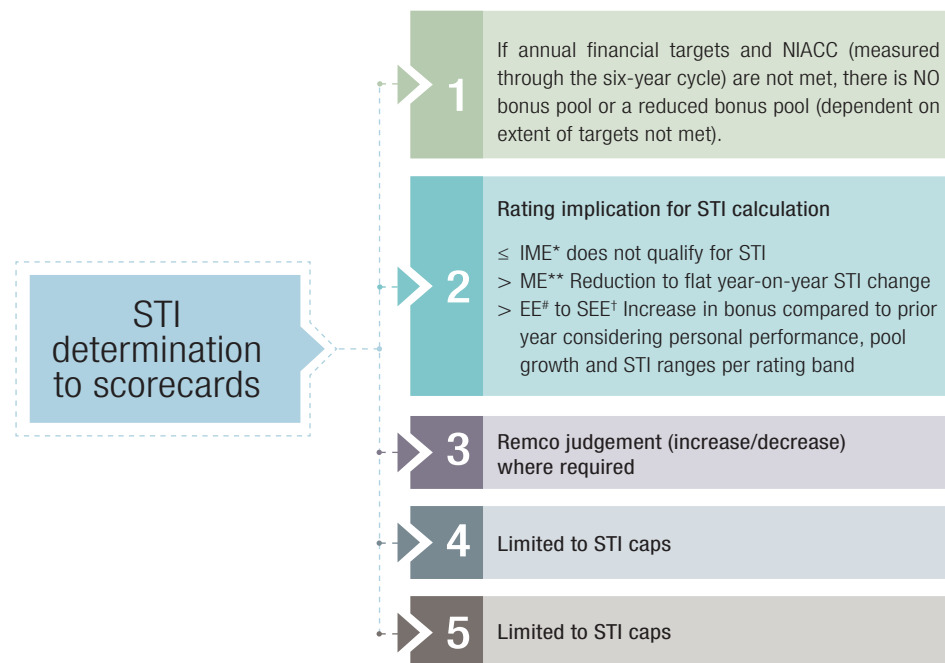 STI
determination
to scorecards
1
If annual financial targets and NIACC (measured
through the six-year cycle) are not met, there is NO
bonus pool or a reduced bonus pool (dependent on
extent of targets not met).
2
Rating implication for STI calculation
≤ IME* does not qualify for STI
> ME** Reduction to flat year-on-year STI change
> EE# to SEE† Increase in bonus compared to prior
year considering personal performance, pool
growth and STI ranges per rating band
3
Remco judgement (increase/decrease)
where required
4
Limited to STI caps
5
Limited to STI caps